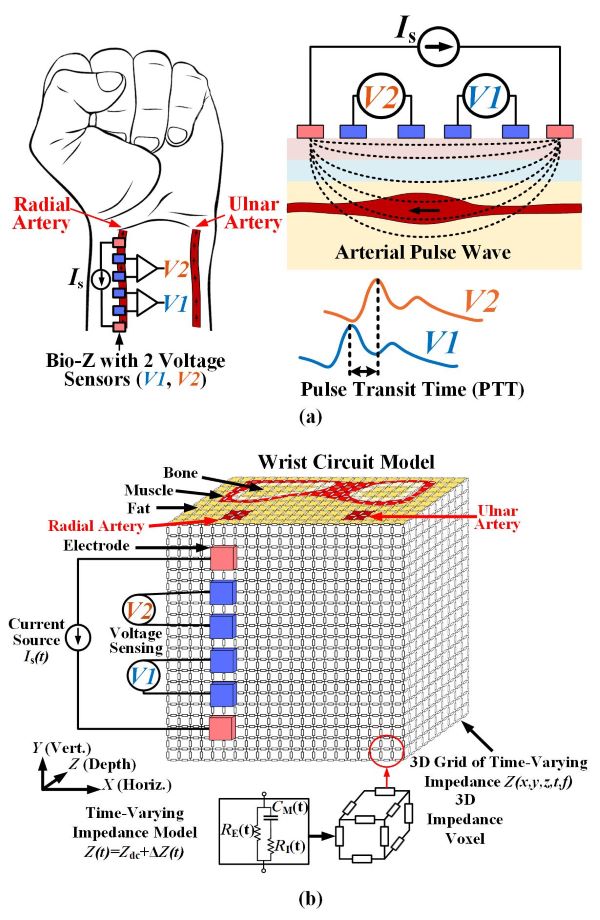 I_s
V2
V1
Radial
Artery
Ulnar
Artery
I_s
V2
V1
Arterial Pulse Wave
Bio-Z with 2 Voltage
Sensors (V1, V2)
V2
V1
Pulse Transit Time (PTT)
(a)
Wrist Circuit Model
Bone
Muscle
Fat
Radial Artery
Ulnar
Artery
Electrode
Current
Source
I_s(t)
V2
Voltage
Sensing
V1
Y (Vert.)
Z (Depth)
X (Horiz.)
3D Grid of Time-Varying
Impedance Z(x,y,z,t,f)
3D
Impedance
Voxel
Time-Varying
Impedance Model
Z(t)=Z_dc+ΔZ(t)
C_M(t)
R_E(t)
R_I(t)
(b)